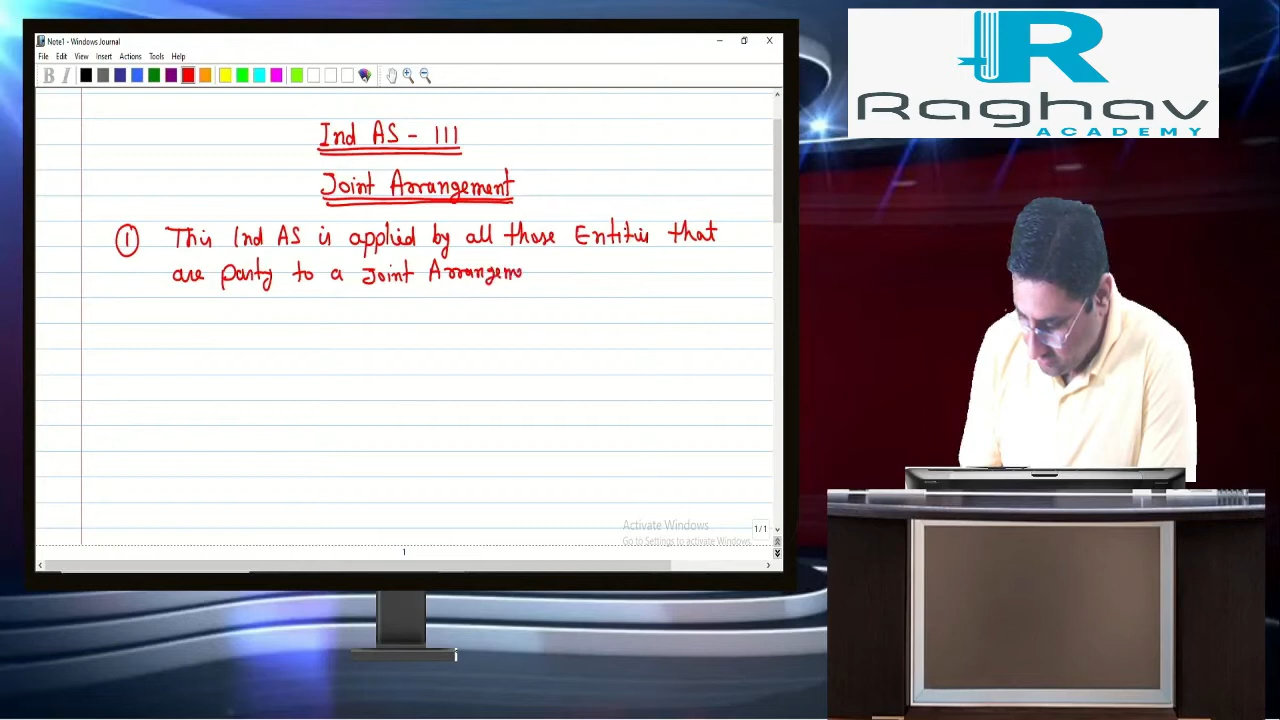 Note1 - Windows Journal
File Edit View Insert Actions Tools Help
B I
Ind AS - 111
Joint Arrangement
1 This Ind AS is applied by all those Entities that
are party to a Joint Arrangeme
Activate Windows
Go to Settings to activate Windows.
1/1
1
R
Raghav
ACADEMY